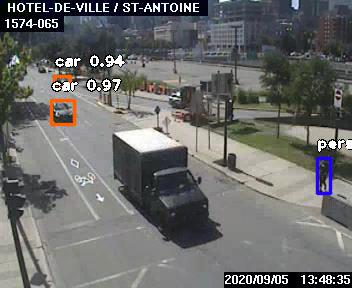 HOTEL-DE-VILLE / ST-ANTOINE
1574-065
car 0.94
car 0.97
pers
2020/09/05 13:48:35